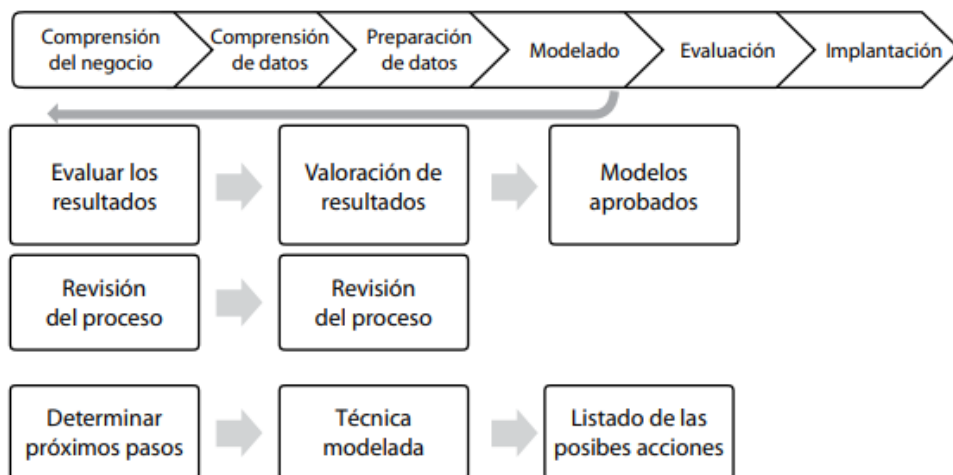 Comprensión
del negocio
Comprensión
de datos
Preparación
de datos
Modelado
Evaluación
Implantación
Evaluar los
resultados
Valoración de
resultados
Modelos
aprobados
Revisión
del proceso
Revisión
del proceso
Determinar
próximos pasos
Técnica
modelada
Listado de las
posibes acciones